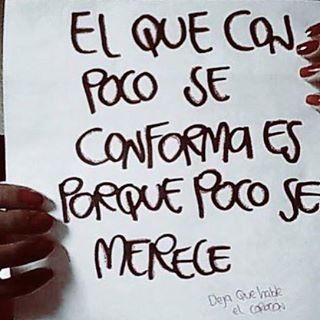 EL QUE CON
POCO SE
CONFORMA ES
PORQUE POCO SE
MERECE
Deja Que hable
el corazon